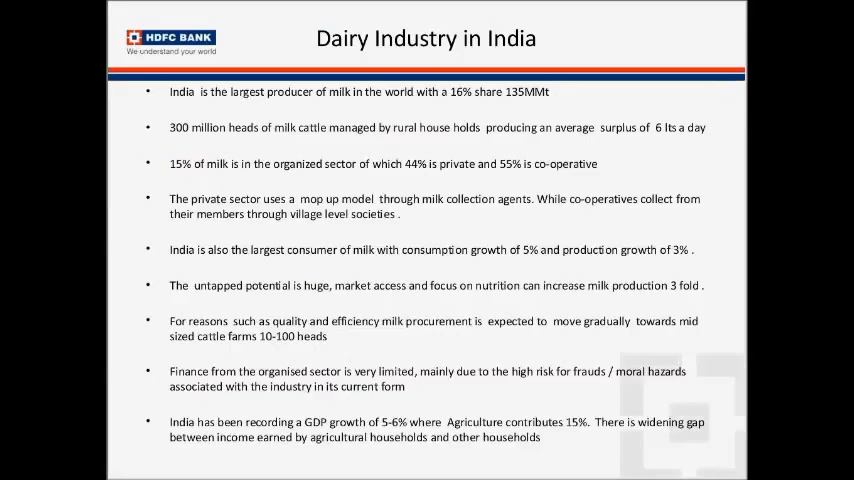 HDFC BANK
We understand your world
Dairy Industry in India
• India is the largest producer of milk in the world with a 16% share 135MMt
• 300 million heads of milk cattle managed by rural house holds producing an average surplus of 6 lts a day
• 15% of milk is in the organized sector of which 44% is private and 55% is co-operative
• The private sector uses a mop up model through milk collection agents. While co-operatives collect from
their members through village level societies .
• India is also the largest consumer of milk with consumption growth of 5% and production growth of 3% .
• The untapped potential is huge, market access and focus on nutrition can increase milk production 3 fold .
• For reasons such as quality and efficiency milk procurement is expected to move gradually towards mid
sized cattle farms 10-100 heads
• Finance from the organised sector is very limited, mainly due to the high risk for frauds / moral hazards
associated with the industry in its current form
• India has been recording a GDP growth of 5-6% where Agriculture contributes 15%. There is widening gap
between income earned by agricultural households and other households